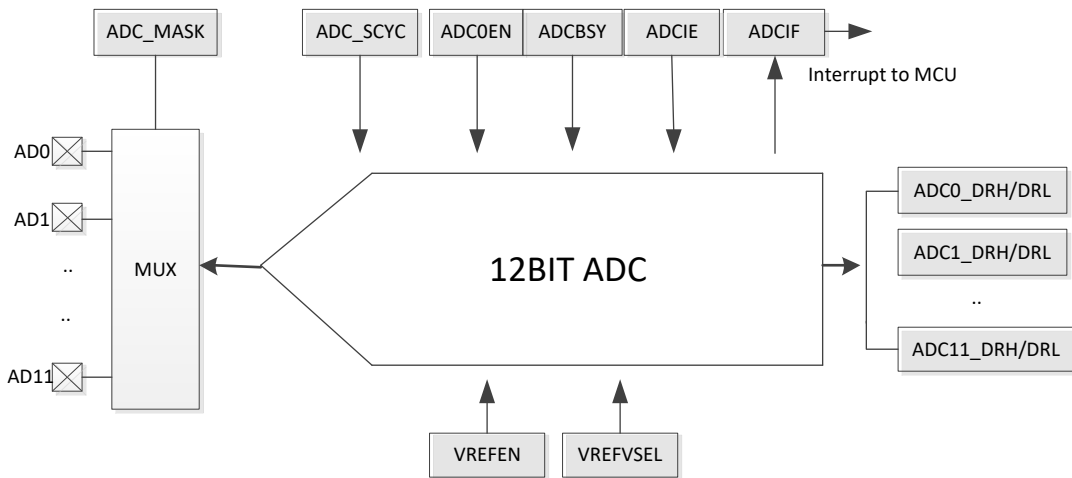 ADC_MASK
ADC_SCYC
ADC0EN
ADCBSY
ADCIE
ADCIF
Interrupt to MCU
AD0
AD1
..
..
AD11
MUX
12BIT ADC
ADC0_DRH/DRL
ADC1_DRH/DRL
..
ADC11_DRH/DRL
VREFEN
VREFVSEL